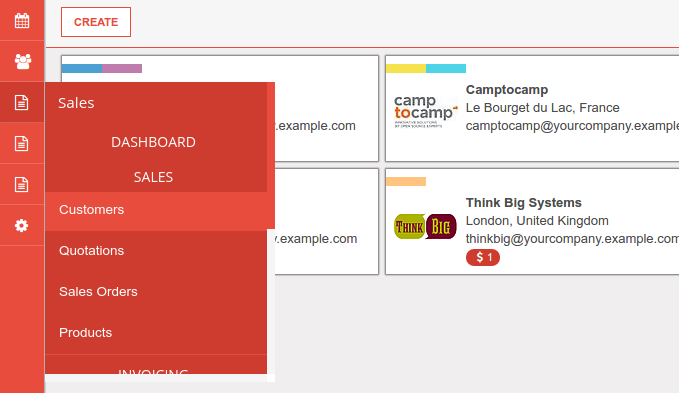 CREATE
Sales
DASHBOARD
SALES
Customers
Quotations
Sales Orders
Products
.example.com
.example.com
camp
tocamp
INNOVATIVE SOLUTIONS
BY OPEN SOURCE EXPERTS
Camptocamp
Le Bourget du Lac, France
camptocamp@yourcompany.example
THINK BIG
Think Big Systems
London, United Kingdom
thinkbig@yourcompany.example.com
$ 1
INVOICING